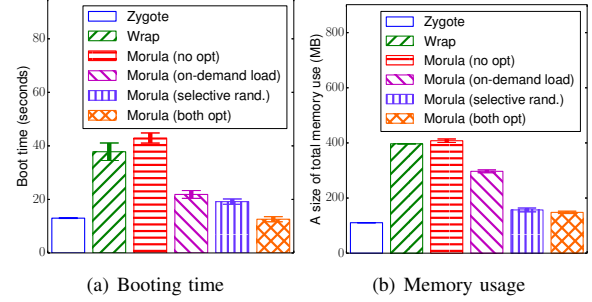 Boot time (seconds)
80
60
40
20
0
Zygote
Wrap
Morula (no opt)
Morula (on-demand load)
Morula (selective rand.)
Morula (both opt)
(a) Booting time
A size of total memory use (MB)
800
600
400
200
0
Zygote
Wrap
Morula (no opt)
Morula (on-demand load)
Morula (selective rand.)
Morula (both opt)
(b) Memory usage